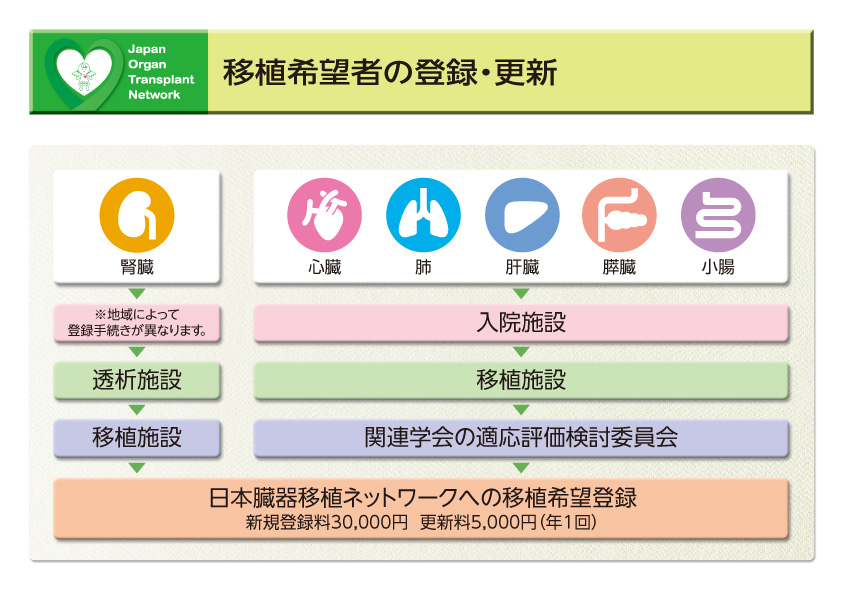 Japan
Organ
Transplant
Network
移植希望者の登録・更新
腎臓
心臓
肺
肝臓
膵臓
小腸
※地域によって
登録手続きが異なります。
入院施設
透析施設
移植施設
移植施設
関連学会の適応評価検討委員会
日本臓器移植ネットワークへの移植希望登録
新規登録料30,000円 更新料5,000円(年1回)